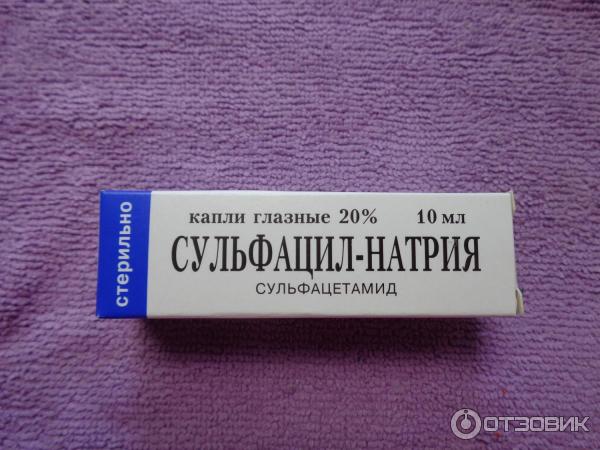 стерильно
капли глазные 20% 10 мл
СУЛЬФАЦИЛ-НАТРИЯ
СУЛЬФАЦЕТАМИД
ОТЗОВИК